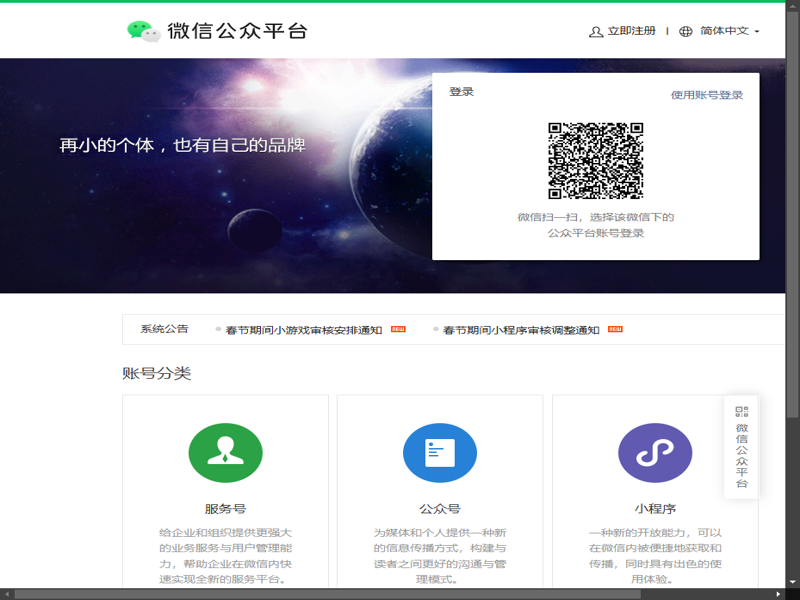 微信公众平台
立即注册
简体中文
登录
使用账号登录
再小的个体，也有自己的品牌
微信扫一扫，选择该微信下的
公众平台账号登录
系统公告
春节期间小游戏审核安排通知 new
春节期间小程序审核调整通知 new
账号分类
服务号
给企业和组织提供更强大
的业务服务与用户管理能
力，帮助企业在微信内快
速实现全新的服务平台。
公众号
为媒体和个人提供一种新
的信息传播方式，构建与
读者之间更好的沟通与管
理模式。
小程序
一种新的开放能力，可以
在微信内被便捷地获取和
传播，同时具有出色的使
用体验。
微信公众平台